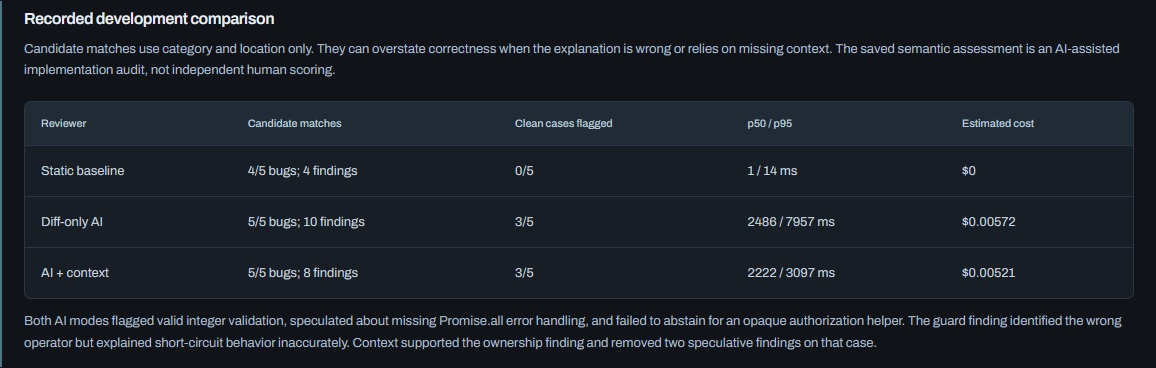 Recorded development comparison
Candidate matches use category and location only. They can overstate correctness when the explanation is wrong or relies on missing context. The saved semantic assessment is an AI-assisted
implementation audit, not independent human scoring.
Reviewer Candidate matches Clean cases flagged p50 / p95 Estimated cost
Static baseline 4/5 bugs; 4 findings 0/5 1 / 14 ms $0
Diff-only AI 5/5 bugs; 10 findings 3/5 2486 / 7957 ms $0.00572
AI + context 5/5 bugs; 8 findings 3/5 2222 / 3097 ms $0.00521
Both AI modes flagged valid integer validation, speculated about missing Promise.all error handling, and failed to abstain for an opaque authorization helper. The guard finding identified the wrong
operator but explained short-circuit behavior inaccurately. Context supported the ownership finding and removed two speculative findings on that case.